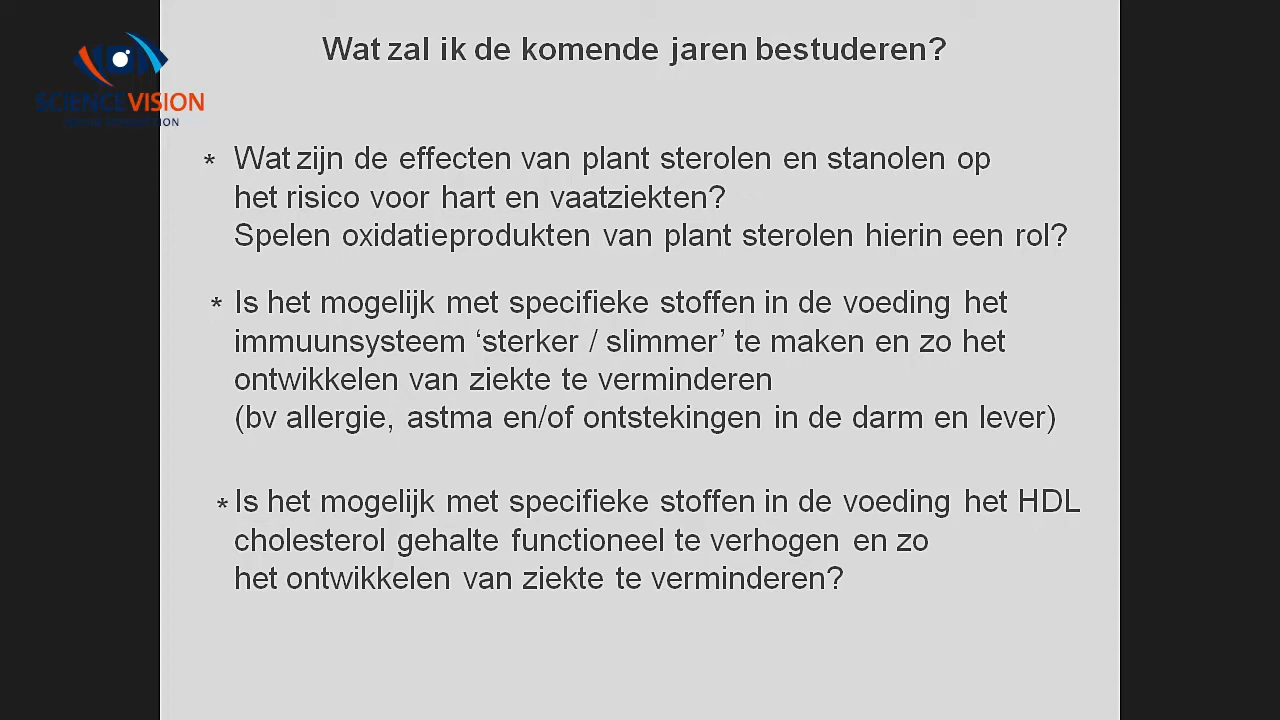 Wat zal ik de komende jaren bestuderen?
SCIENCEVISION
* Wat zijn de effecten van plant sterolen en stanolen op
het risico voor hart en vaatziekten?
Spelen oxidatieprodukten van plant sterolen hierin een rol?
* Is het mogelijk met specifieke stoffen in de voeding het
immuunsysteem ‘sterker / slimmer’ te maken en zo het
ontwikkelen van ziekte te verminderen
(bv allergie, astma en/of ontstekingen in de darm en lever)
* Is het mogelijk met specifieke stoffen in de voeding het HDL
cholesterol gehalte functioneel te verhogen en zo
het ontwikkelen van ziekte te verminderen?